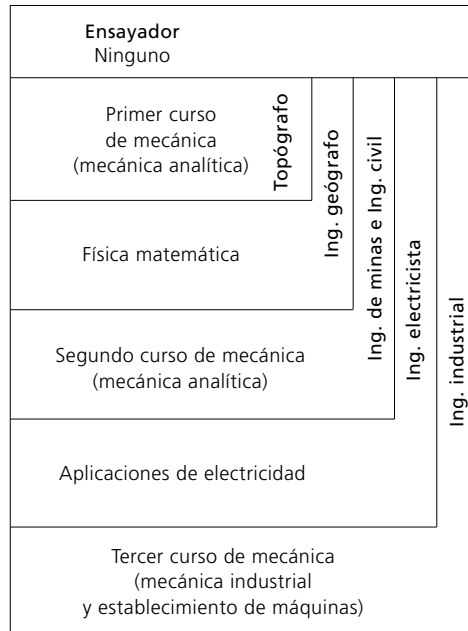 Ensayador
Ninguno
Primer curso
de mecánica
(mecánica analítica)
Topógrafo
Ing. geógrafo
Ing. de minas e Ing. civil
Ing. electricista
Ing. industrial
Física matemática
Segundo curso de mecánica
(mecánica analítica)
Aplicaciones de electricidad
Tercer curso de mecánica
(mecánica industrial
y establecimiento de máquinas)